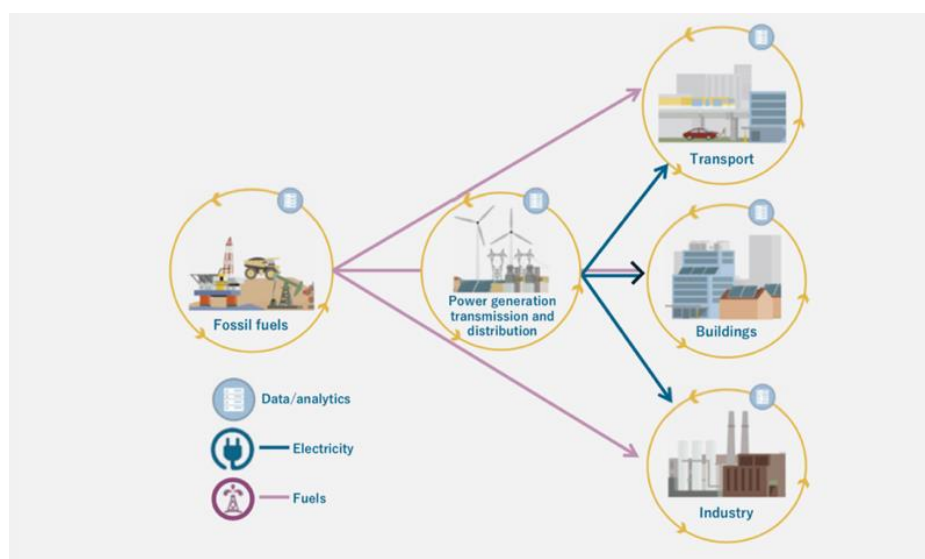 Transport
Fossil fuels
Power generation
transmission and
distribution
Buildings
Data/analytics
Electricity
Fuels
Industry